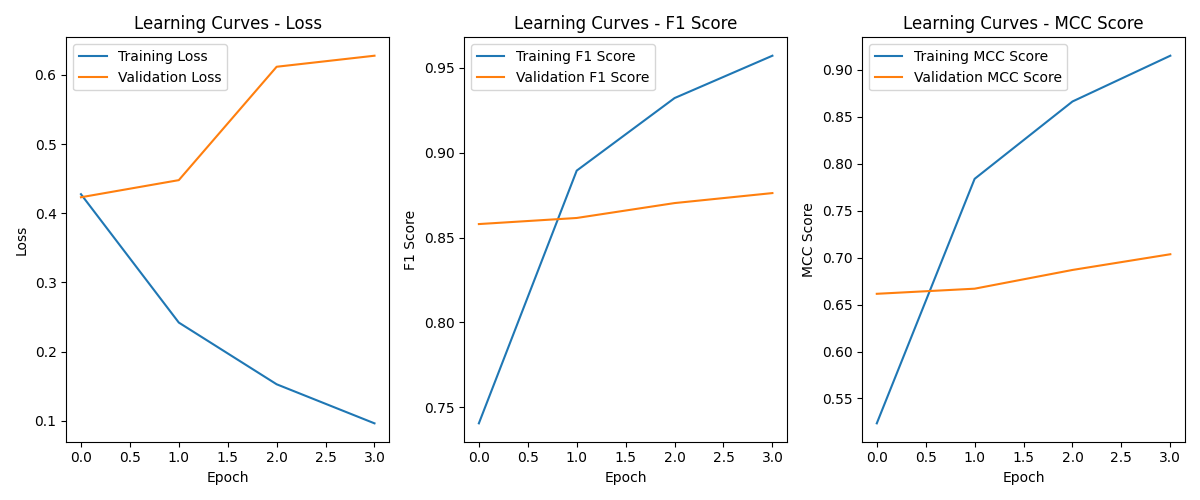 Learning Curves - Loss
Training Loss
Validation Loss
Loss
0.6
0.5
0.4
0.3
0.2
0.1
0.0 0.5 1.0 1.5 2.0 2.5 3.0
Epoch
Learning Curves - F1 Score
Training F1 Score
Validation F1 Score
F1 Score
0.95
0.90
0.85
0.80
0.75
0.0 0.5 1.0 1.5 2.0 2.5 3.0
Epoch
Learning Curves - MCC Score
Training MCC Score
Validation MCC Score
MCC Score
0.90
0.85
0.80
0.75
0.70
0.65
0.60
0.55
0.0 0.5 1.0 1.5 2.0 2.5 3.0
Epoch